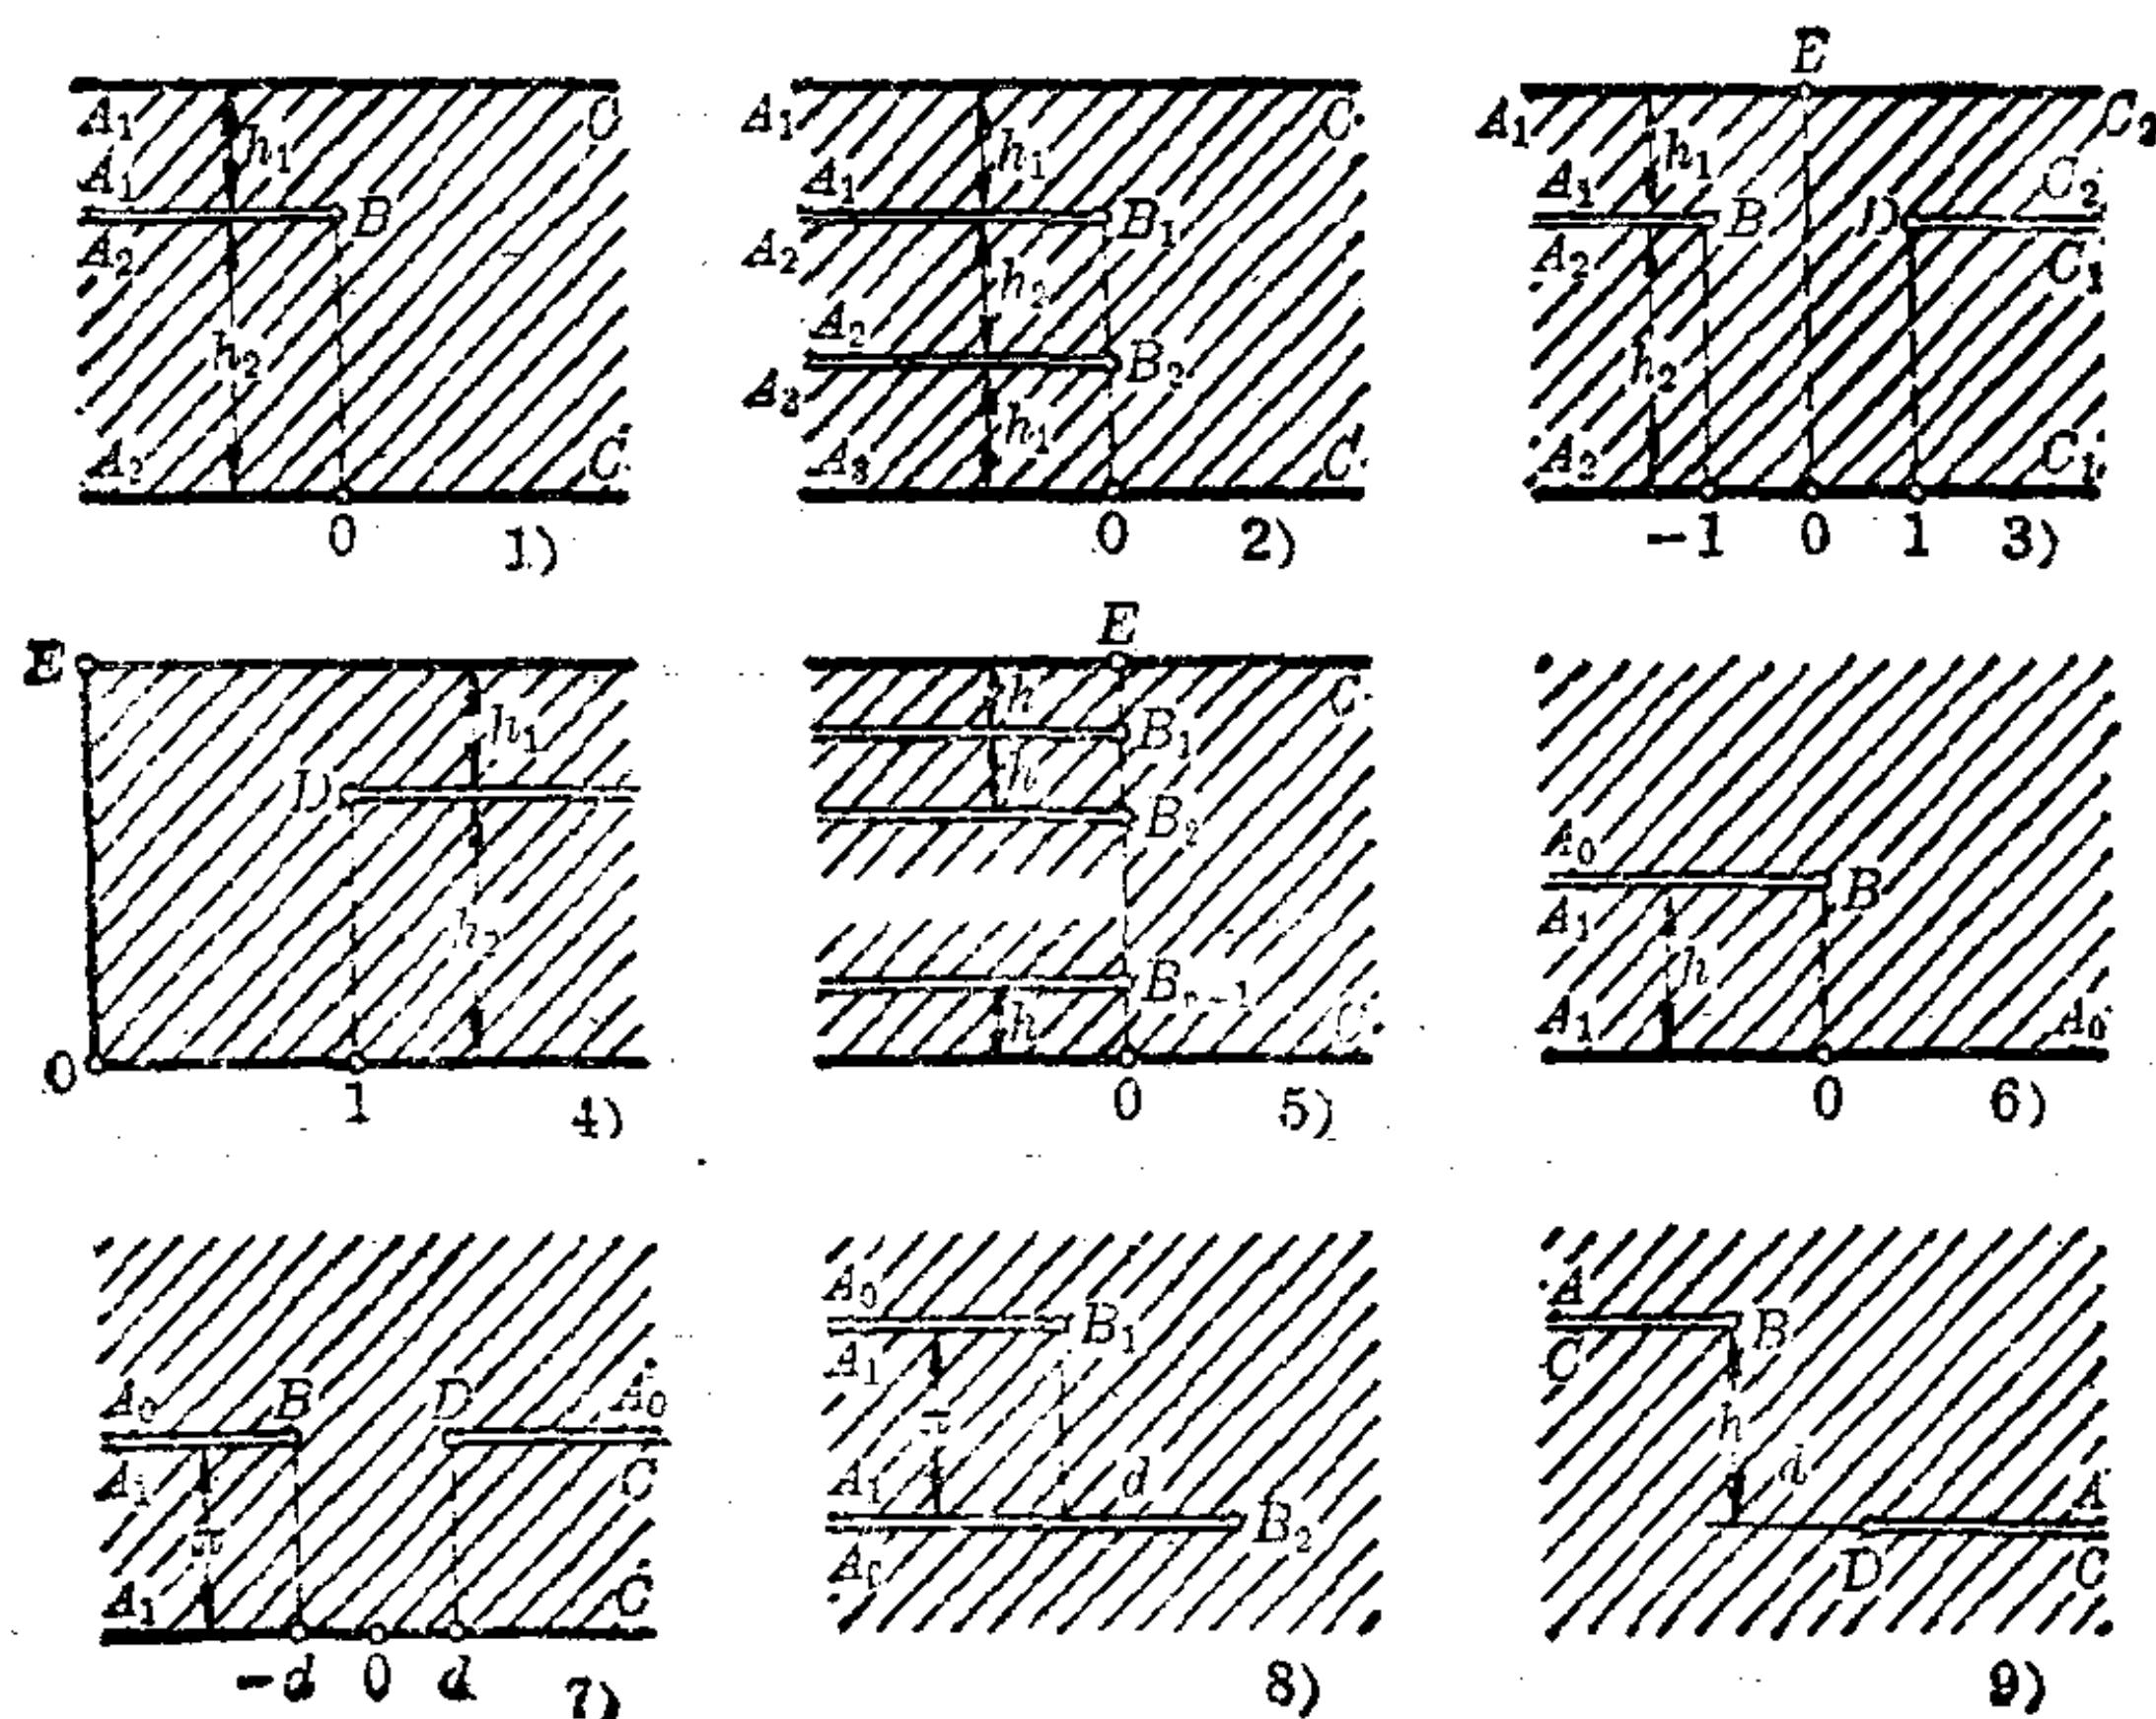 E
A₁ C A₁ C A₁ C₂
h₁ h₁ h₁
A₁ A₁ A₁ C₂
B B₁ B D
A₂ A₂ A₂ C₁
h₂ h₂ h₂
A₂ B₂
A₃
h₁
A₂ C A₃ C A₂ C₁
0 1) 0 2) −1 0 1 3)
E E
h C
h₁ B₁
D h
B₂
A₀
B
A₁
h₂ h
Bₙ₋₁
h C A₁ A₀
0 1 4) 0 5) 0 6)
A₀ A
B₁ B
A₁ C
A₀ B D A₀ h
A₁ C A₁ d d A
π π B₂
A₀ D C
A₁ C
−d 0 d 7) 8) 9)